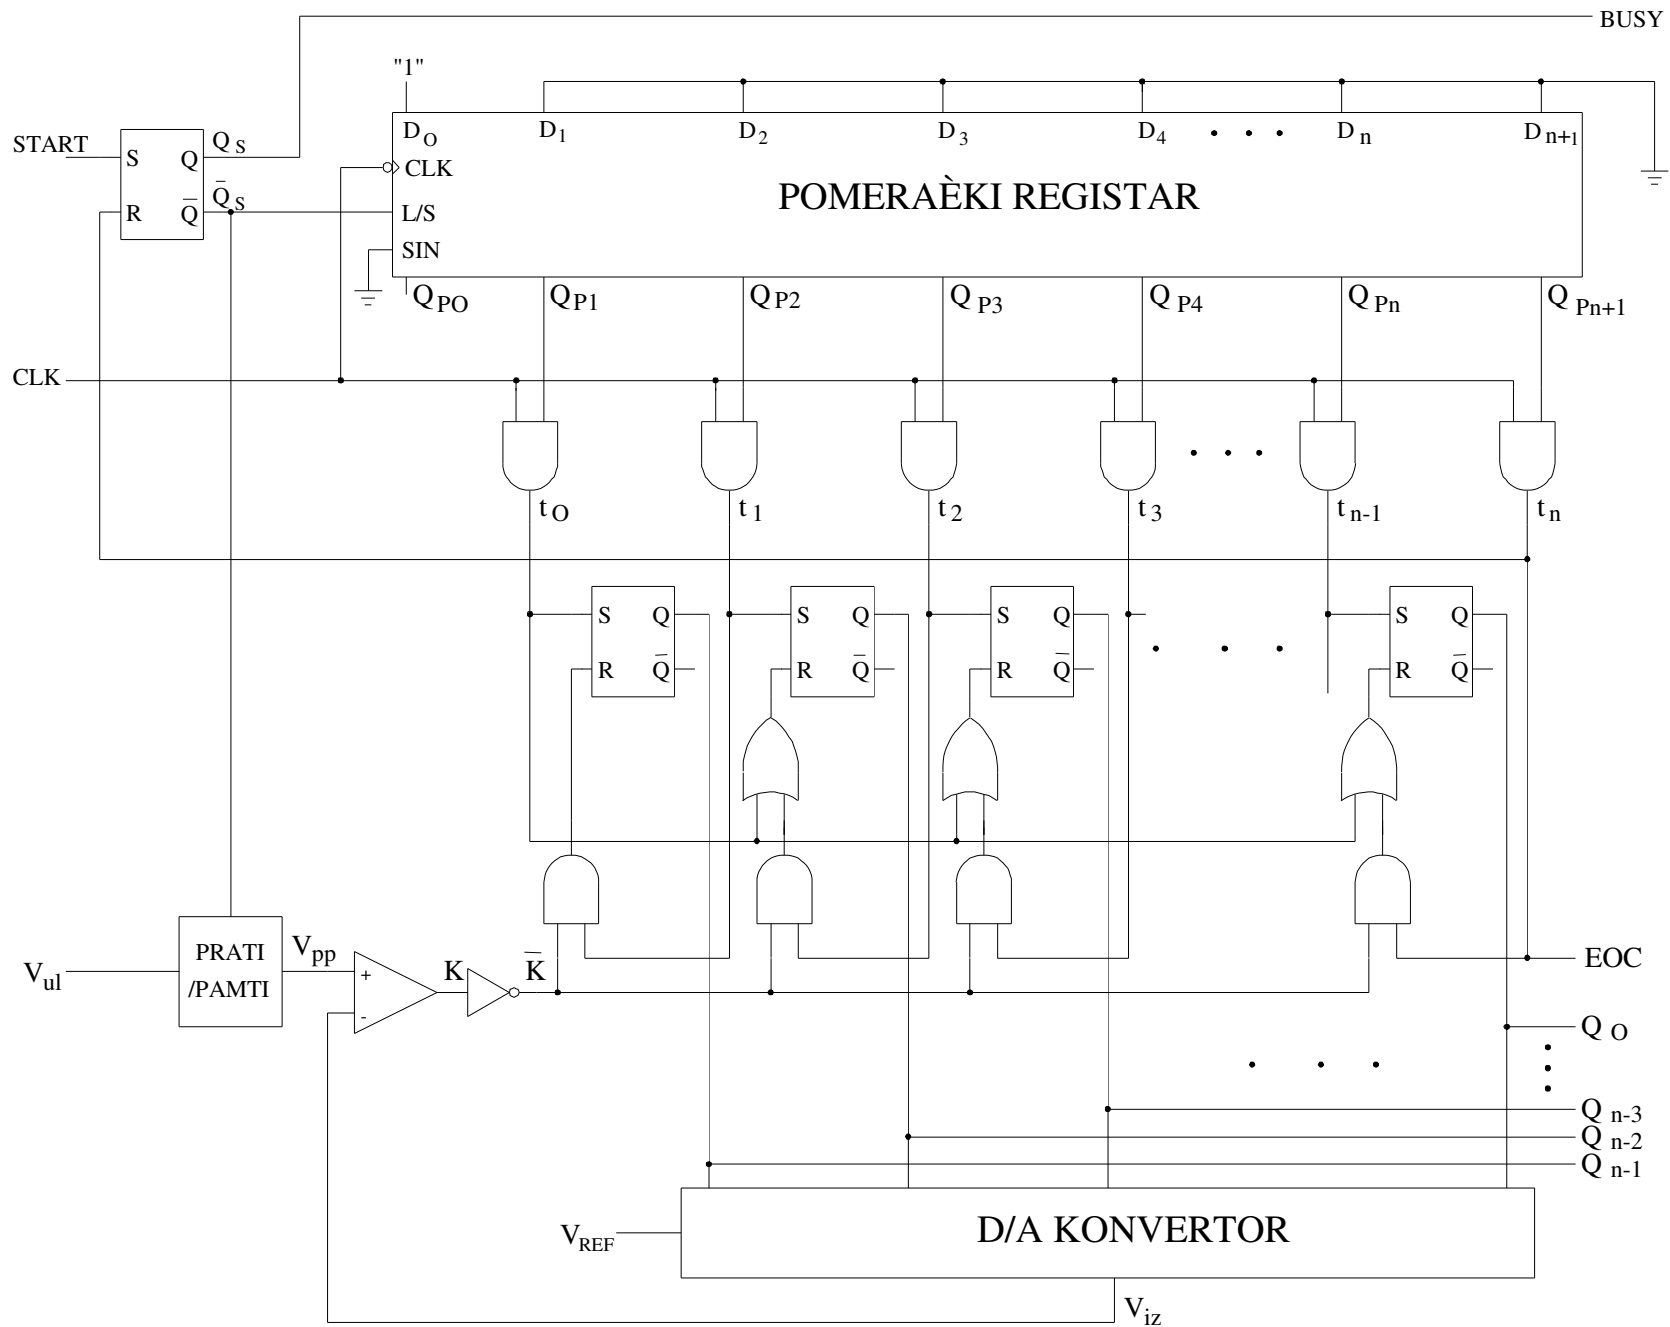 BUSY
"1"
START
S Q
Q S
R Q̅
Q̅ S
D O
D 1
D 2
D 3
D 4
D n
D n+1
CLK
L/S
SIN
POMERAÈKI REGISTAR
Q PO
Q P1
Q P2
Q P3
Q P4
Q Pn
Q Pn+1
CLK
t O
t 1
t 2
t 3
t n-1
t n
S Q
R Q̅
S Q
R Q̅
S Q
R Q̅
S Q
R Q̅
V ul
PRATI
/PAMTI
V pp
+
-
K
K̅
EOC
Q O
Q n-3
Q n-2
Q n-1
V REF
D/A KONVERTOR
V iz